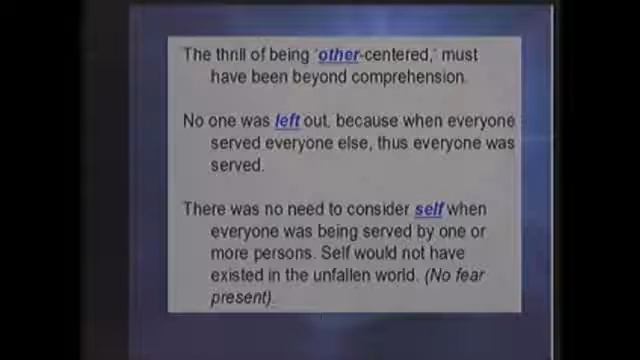 The thrill of being 'other-centered,' must
have been beyond comprehension.
No one was left out, because when everyone
served everyone else, thus everyone was
served.
There was no need to consider self when
everyone was being served by one or
more persons. Self would not have
existed in the unfallen world. (No fear
present).